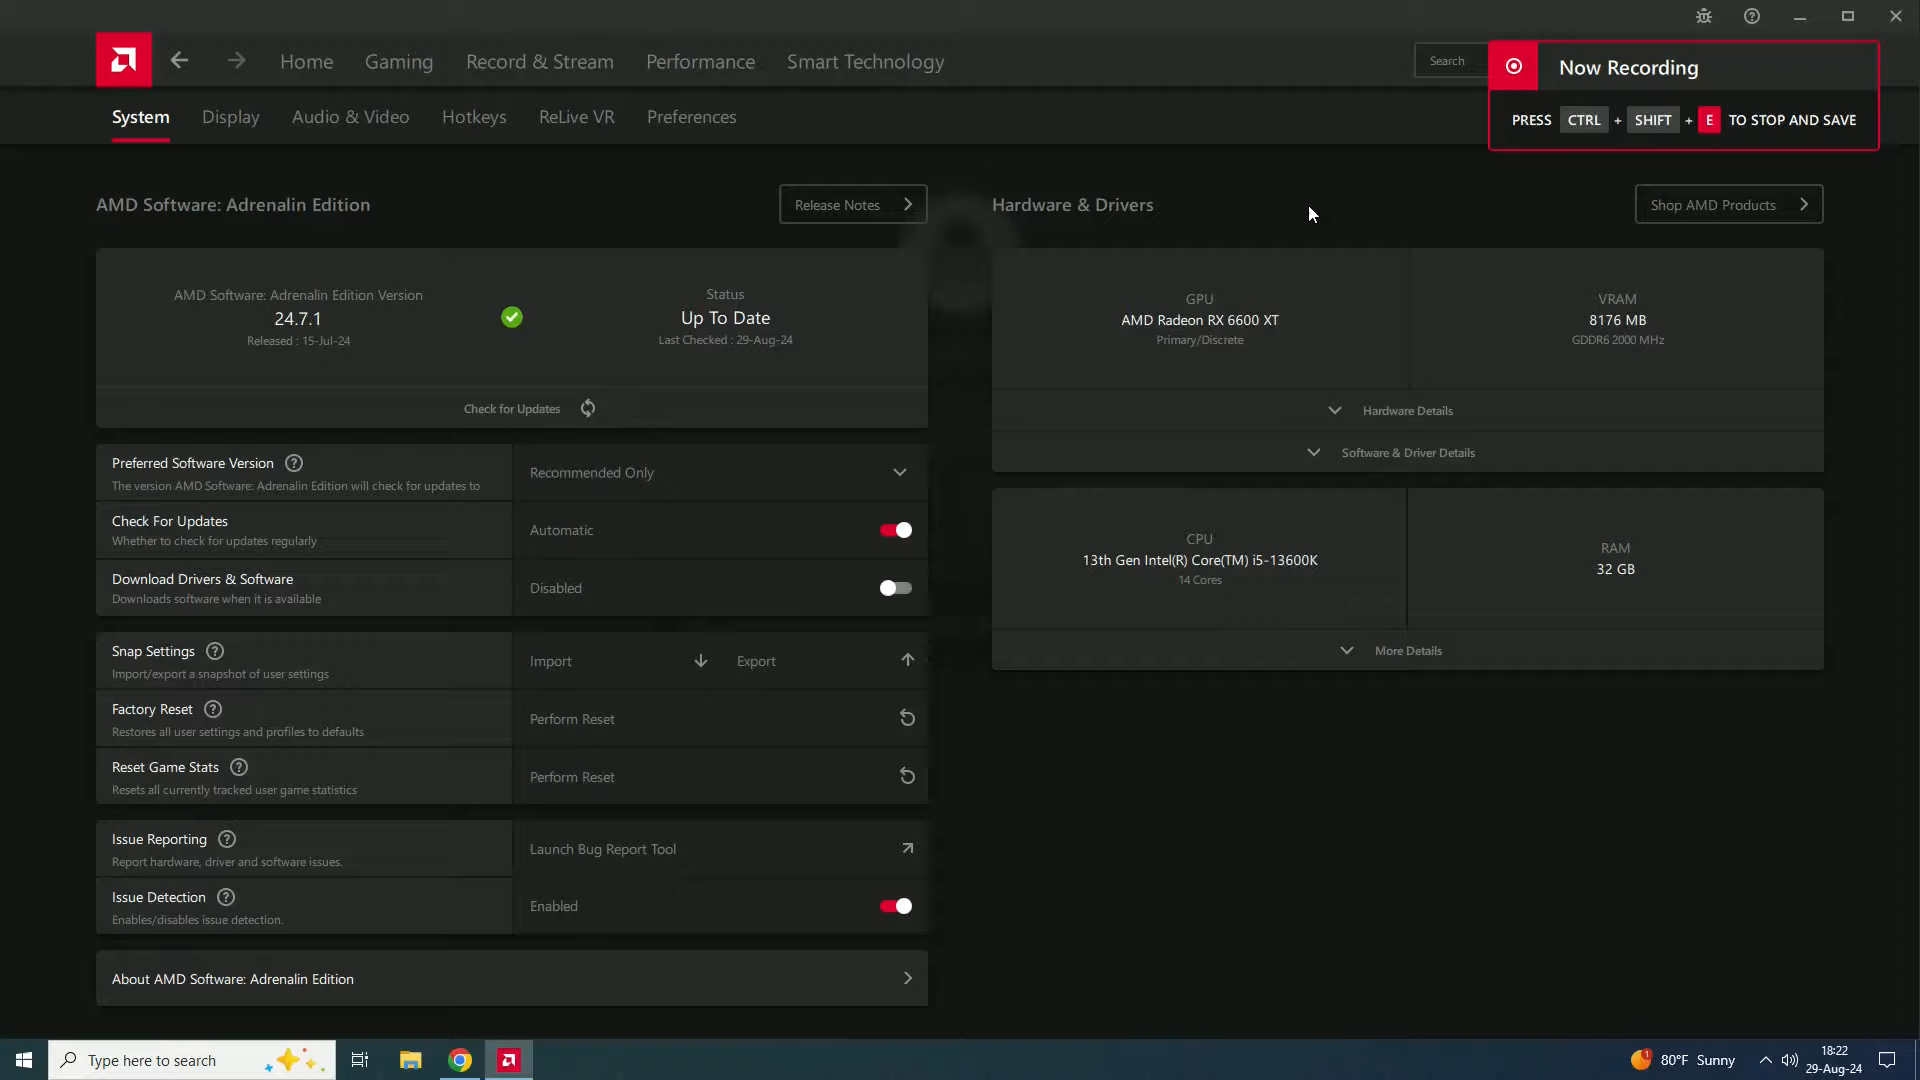 Home Gaming Record & Stream Performance Smart Technology
Search
Now Recording
PRESS CTRL + SHIFT + E TO STOP AND SAVE
System Display Audio & Video Hotkeys ReLive VR Preferences
AMD Software: Adrenalin Edition
Release Notes
AMD Software: Adrenalin Edition Version
24.7.1
Released : 15-Jul-24
Status
Up To Date
Last Checked : 29-Aug-24
Check for Updates
Preferred Software Version
The version AMD Software: Adrenalin Edition will check for updates to
Recommended Only
Check For Updates
Whether to check for updates regularly
Automatic
Download Drivers & Software
Downloads software when it is available
Disabled
Snap Settings
Import/export a snapshot of user settings
Import Export
Factory Reset
Restores all user settings and profiles to defaults
Perform Reset
Reset Game Stats
Resets all currently tracked user game statistics
Perform Reset
Issue Reporting
Report hardware, driver and software issues.
Launch Bug Report Tool
Issue Detection
Enables/disables issue detection.
Enabled
About AMD Software: Adrenalin Edition
Hardware & Drivers
Shop AMD Products
GPU
AMD Radeon RX 6600 XT
Primary/Discrete
VRAM
8176 MB
GDDR6 2000 MHz
Hardware Details
Software & Driver Details
CPU
13th Gen Intel(R) Core(TM) i5-13600K
14 Cores
RAM
32 GB
More Details
Type here to search
1
80°F Sunny
18:22
29-Aug-24